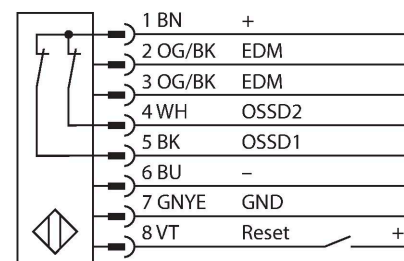 1 BN +
2 OG/BK EDM
3 OG/BK EDM
4 WH OSSD2
5 BK OSSD1
6 BU –
7 GNYE GND
8 VT Reset +